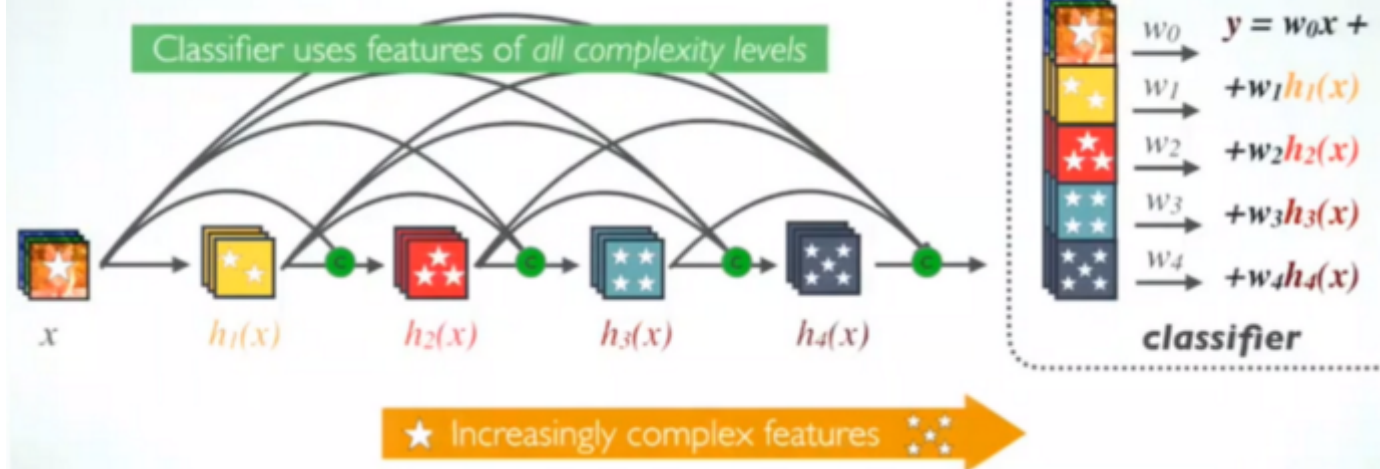 Classifier uses features of all complexity levels
x
h1(x)
h2(x)
h3(x)
h4(x)
C
C
C
C
w0
y = w0x +
w1
+w1h1(x)
w2
+w2h2(x)
w3
+w3h3(x)
w4
+w4h4(x)
classifier
Increasingly complex features